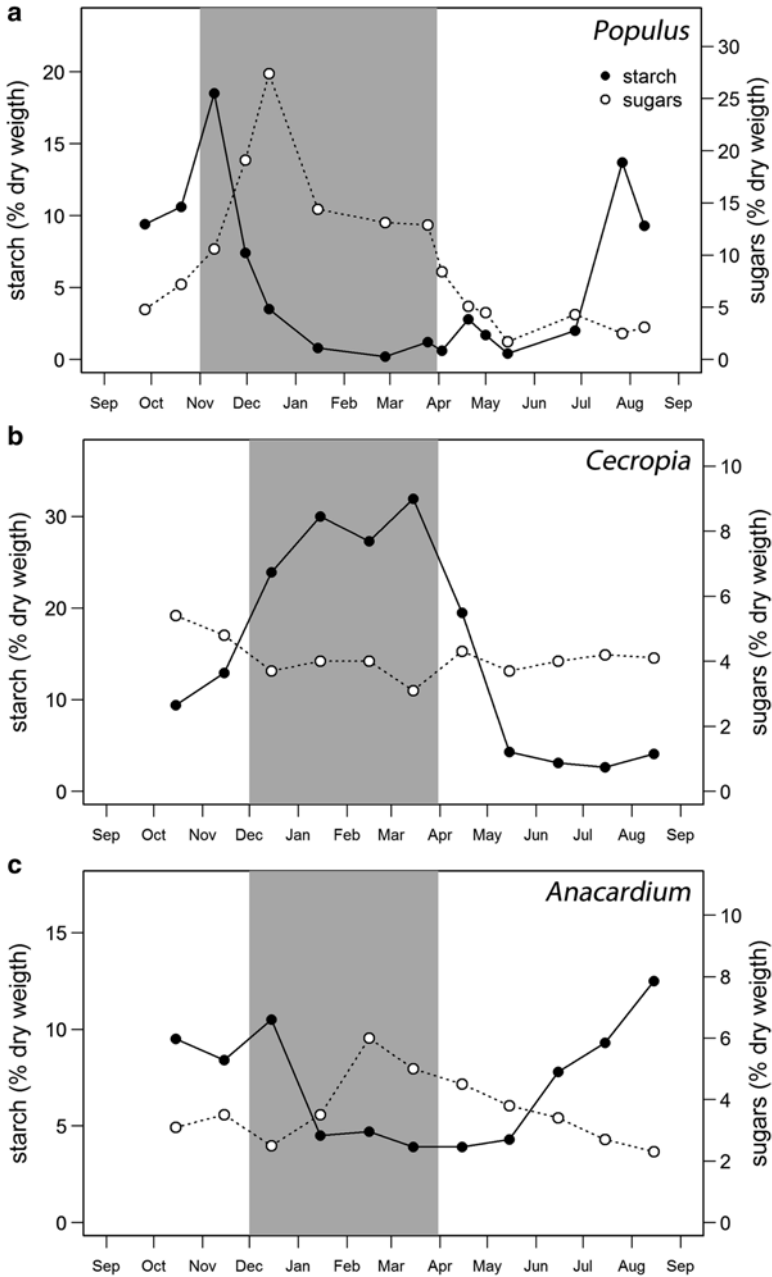 a
Populus
starch
sugars
starch (% dry weigth)
20
15
10
5
0
sugars (% dry weigth)
30
25
20
15
10
5
0
Sep Oct Nov Dec Jan Feb Mar Apr May Jun Jul Aug Sep
b
Cecropia
starch (% dry weigth)
30
20
10
0
sugars (% dry weigth)
10
8
6
4
2
0
Sep Oct Nov Dec Jan Feb Mar Apr May Jun Jul Aug Sep
c
Anacardium
starch (% dry weigth)
15
10
5
0
sugars (% dry weigth)
10
8
6
4
2
0
Sep Oct Nov Dec Jan Feb Mar Apr May Jun Jul Aug Sep